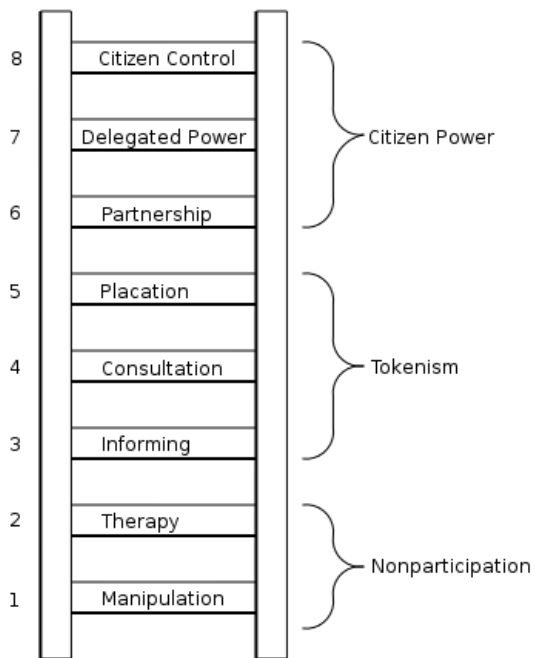 8 Citizen Control
7 Delegated Power Citizen Power
6 Partnership
5 Placation
4 Consultation Tokenism
3 Informing
2 Therapy
Nonparticipation
1 Manipulation